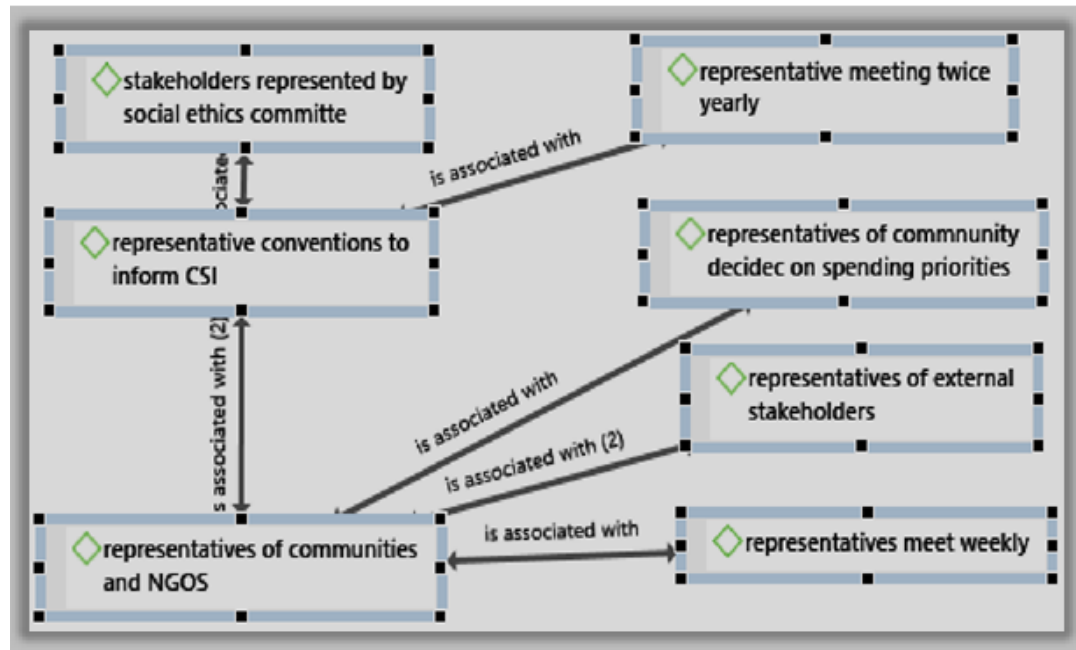 stakeholders represented by
social ethics committe
representative meeting twice
yearly
is associated with
representative conventions to
inform CSI
representatives of commnunity
decidec on spending priorities
s associated with (2)
is associated with
representatives of external
stakeholders
is associated with (2)
representatives of communities
and NGOS
is associated with
representatives meet weekly